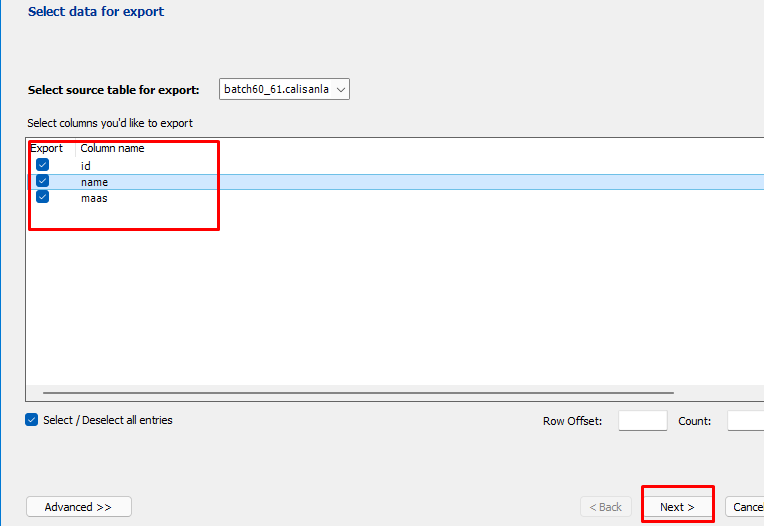 Select data for export
Select source table for export: batch60_61.calisanla
Select columns you'd like to export
Export Column name
id
name
maas
Select / Deselect all entries Row Offset: Count:
Advanced >> < Back Next > Cancel